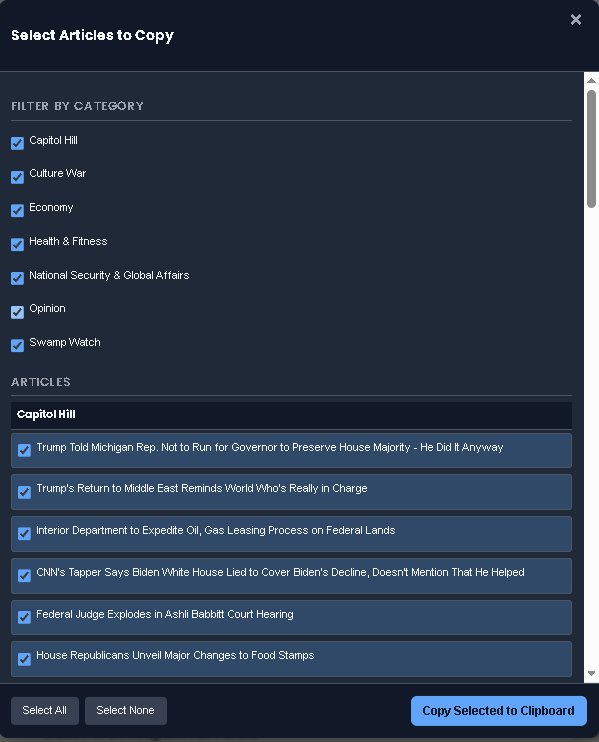 Select Articles to Copy
FILTER BY CATEGORY
Capitol Hill
Culture War
Economy
Health & Fitness
National Security & Global Affairs
Opinion
Swamp Watch
ARTICLES
Capitol Hill
Trump Told Michigan Rep. Not to Run for Governor to Preserve House Majority - He Did It Anyway
Trump's Return to Middle East Reminds World Who's Really in Charge
Interior Department to Expedite Oil, Gas Leasing Process on Federal Lands
CNN's Tapper Says Biden White House Lied to Cover Biden's Decline, Doesn't Mention That He Helped
Federal Judge Explodes in Ashli Babbitt Court Hearing
House Republicans Unveil Major Changes to Food Stamps
Select All
Select None
Copy Selected to Clipboard